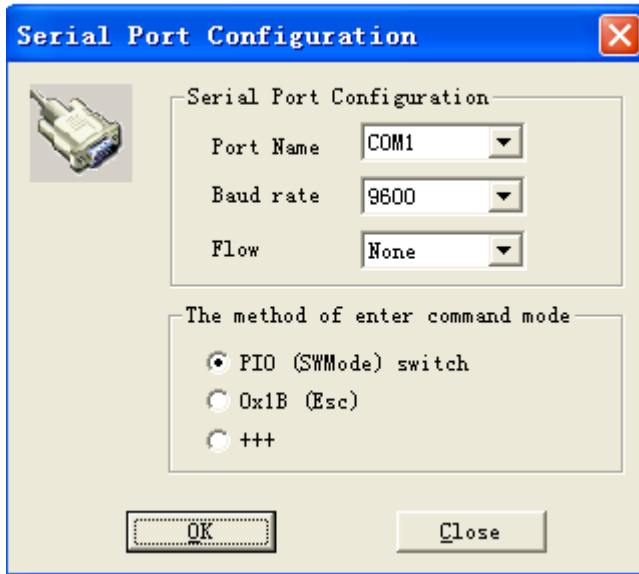 Serial Port Configuration
Serial Port Configuration
Port Name COM1
Baud rate 9600
Flow None
The method of enter command mode
PIO (SWMode) switch
0x1B (Esc)
+++
OK Close